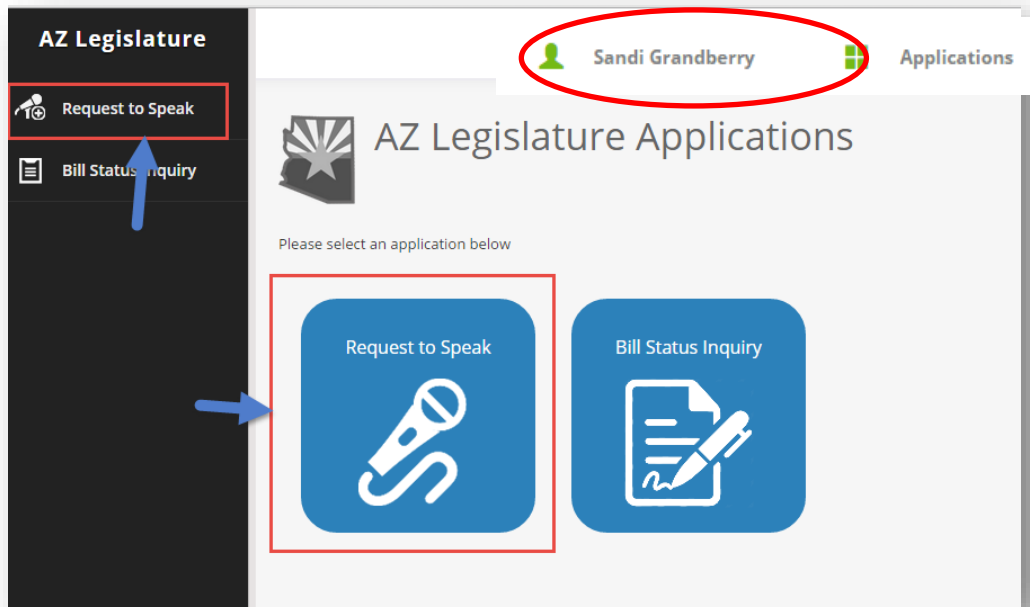 AZ Legislature
Sandi Grandberry
Applications
Request to Speak
Bill Status Inquiry
AZ Legislature Applications
Please select an application below
Request to Speak
Bill Status Inquiry